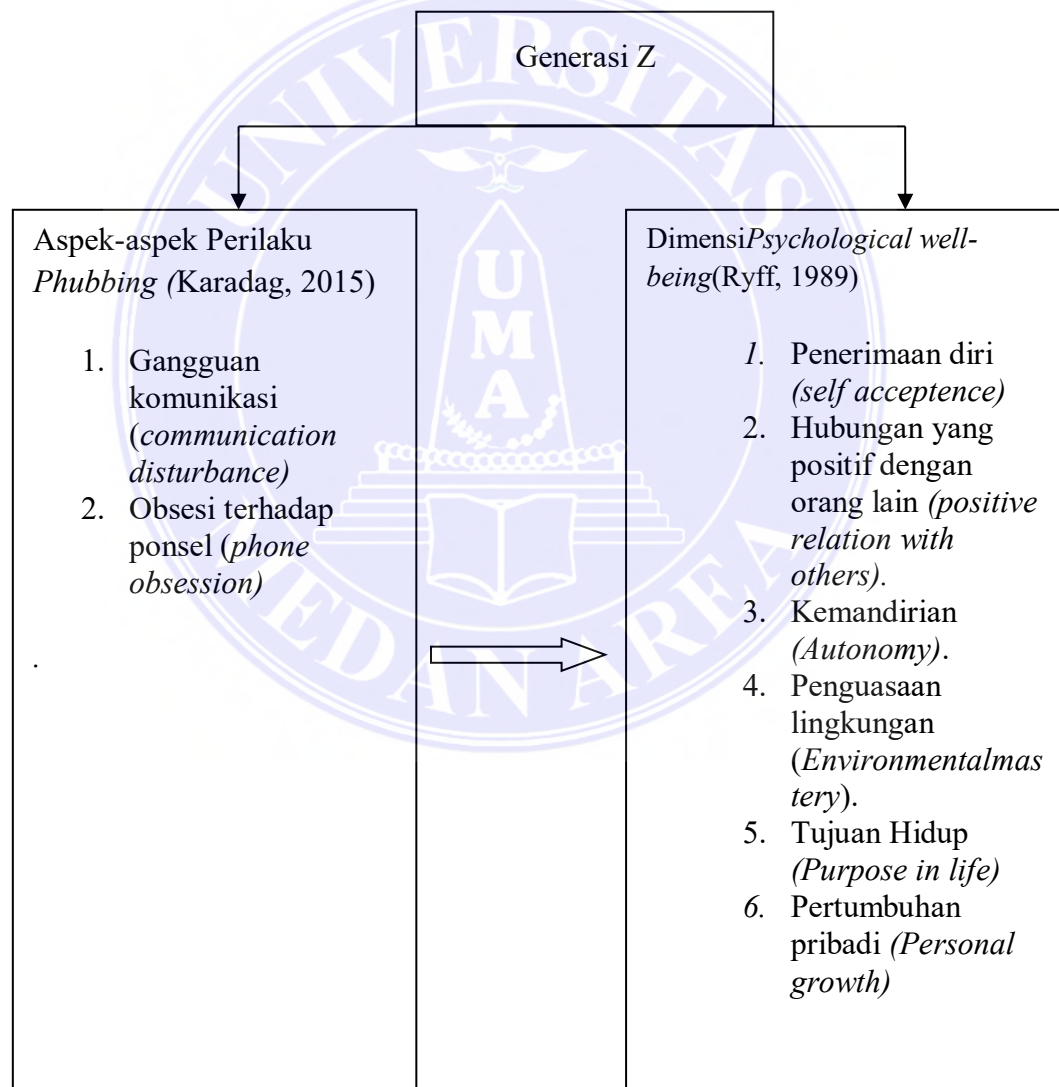 Generasi Z
Aspek-aspek Perilaku
Phubbing (Karadag, 2015)
1. Gangguan
komunikasi
(communication
disturbance)
2. Obsesi terhadap
ponsel (phone
obsession)
.
DimensiPsychological well-
being(Ryff, 1989)
1. Penerimaan diri
(self acceptence)
2. Hubungan yang
positif dengan
orang lain (positive
relation with
others).
3. Kemandirian
(Autonomy).
4. Penguasaan
lingkungan
(Environmentalmas
tery).
5. Tujuan Hidup
(Purpose in life)
6. Pertumbuhan
pribadi (Personal
growth)
UNIVERSITAS
U
M
A
MEDAN AREA